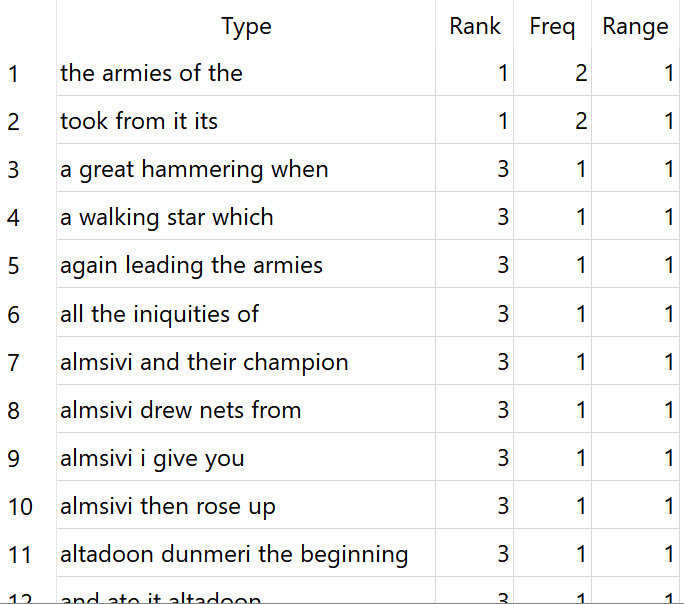 Type Rank Freq Range
1 the armies of the 1 2 1
2 took from it its 1 2 1
3 a great hammering when 3 1 1
4 a walking star which 3 1 1
5 again leading the armies 3 1 1
6 all the iniquities of 3 1 1
7 almsivi and their champion 3 1 1
8 almsivi drew nets from 3 1 1
9 almsivi i give you 3 1 1
10 almsivi then rose up 3 1 1
11 altadoon dunmeri the beginning 3 1 1
12 and ate it altadoon 3 1 1